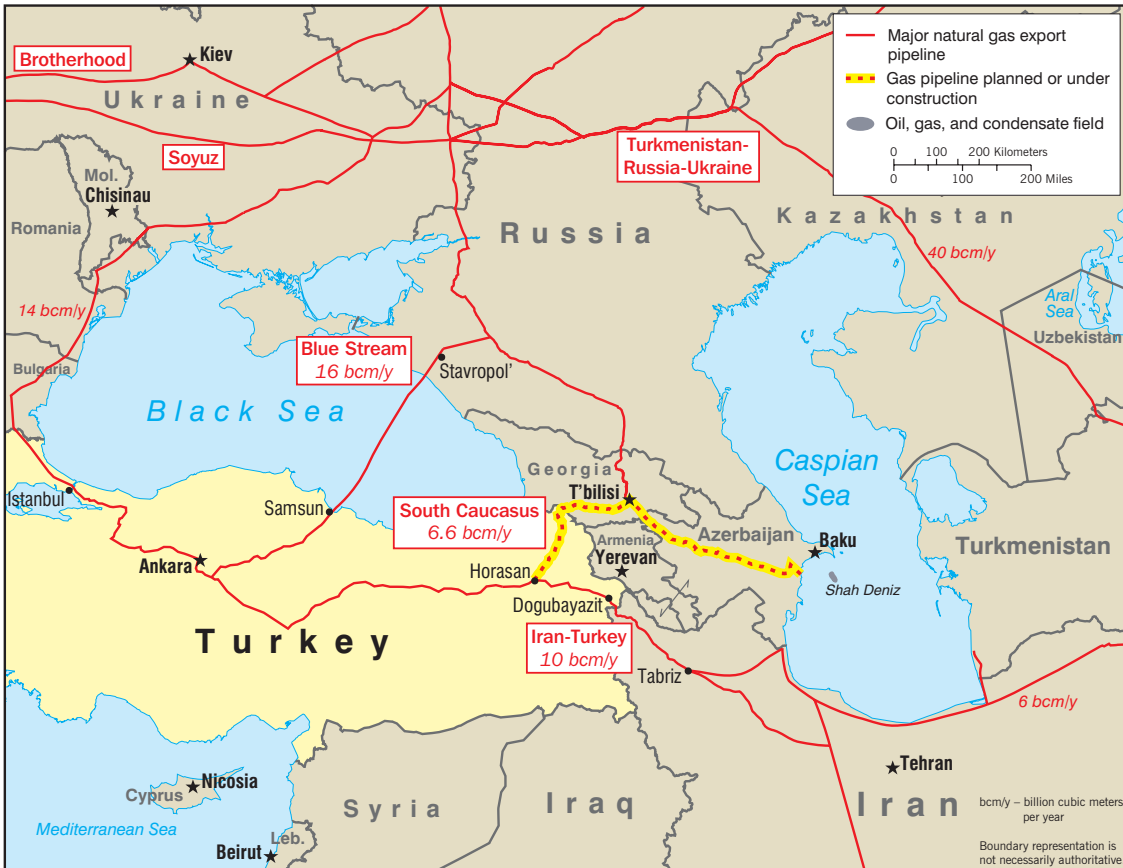 Major natural gas export
pipeline
Gas pipeline planned or under
construction
Oil, gas, and condensate field
0 100 200 Kilometers
0 100 200 Miles
Brotherhood
Kiev
Ukraine
Soyuz
Turkmenistan-
Russia-Ukraine
Mol.
Chisinau
Romania
Russia
Kazakhstan
40 bcm/y
Aral
Sea
Uzbekistan
14 bcm/y
Bulgaria
Blue Stream
16 bcm/y
Stavropol'
Black Sea
Caspian
Sea
Georgia
T'bilisi
Istanbul
Samsun
South Caucasus
6.6 bcm/y
Armenia
Yerevan
Azerbaijan
Baku
Turkmenistan
Ankara
Horasan
Shah Deniz
Dogubayazit
Turkey
Iran-Turkey
10 bcm/y
Tabriz
6 bcm/y
Tehran
Nicosia
Cyprus
Syria
Iraq
Iran
bcm/y – billion cubic meters
per year
Mediterranean Sea
Leb.
Beirut
Boundary representation is
not necessarily authoritative